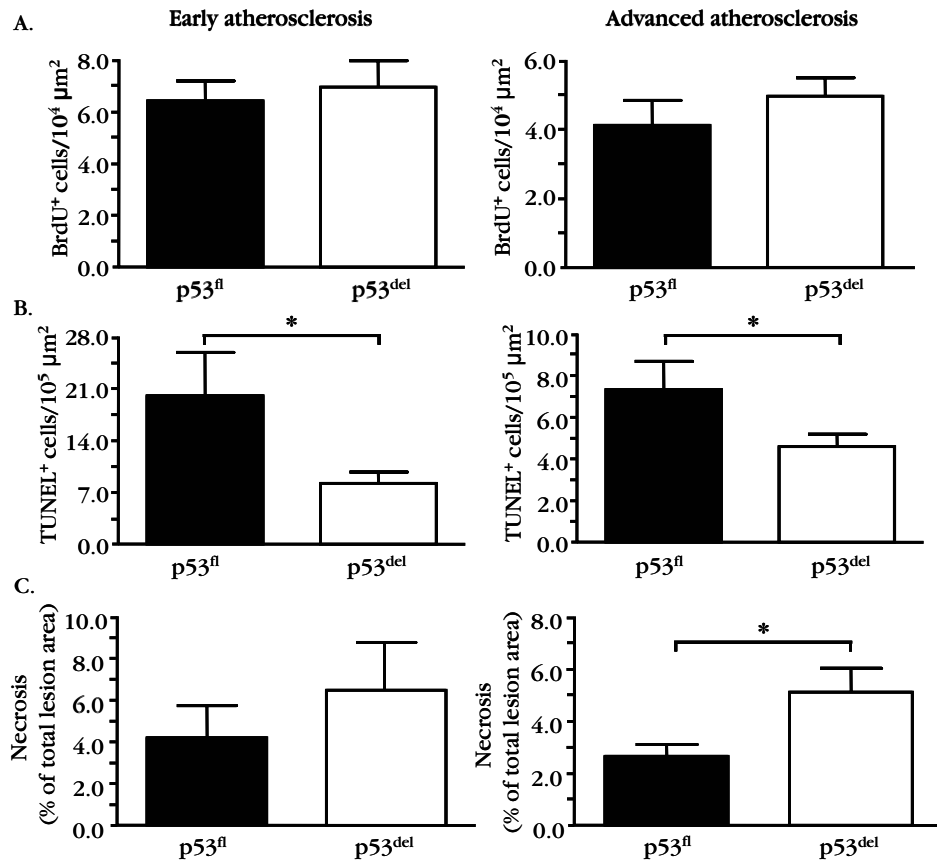 A.
Early atherosclerosis
Advanced atherosclerosis
BrdU⁺ cells/10⁴ µm²
8.0
6.0
4.0
2.0
0.0
p53ᶠˡ
p53ᵈᵉˡ
BrdU⁺ cells/10⁴ µm²
6.0
4.0
2.0
0.0
p53ᶠˡ
p53ᵈᵉˡ
B.
TUNEL⁺ cells/10⁵ µm²
28.0
21.0
14.0
7.0
0.0
*
p53ᶠˡ
p53ᵈᵉˡ
TUNEL⁺ cells/10⁵ µm²
10.0
8.0
6.0
4.0
2.0
0.0
*
p53ᶠˡ
p53ᵈᵉˡ
C.
Necrosis
(% of total lesion area)
10.0
8.0
6.0
4.0
2.0
0.0
p53ᶠˡ
p53ᵈᵉˡ
Necrosis
(% of total lesion area)
8.0
6.0
4.0
2.0
0.0
*
p53ᶠˡ
p53ᵈᵉˡ